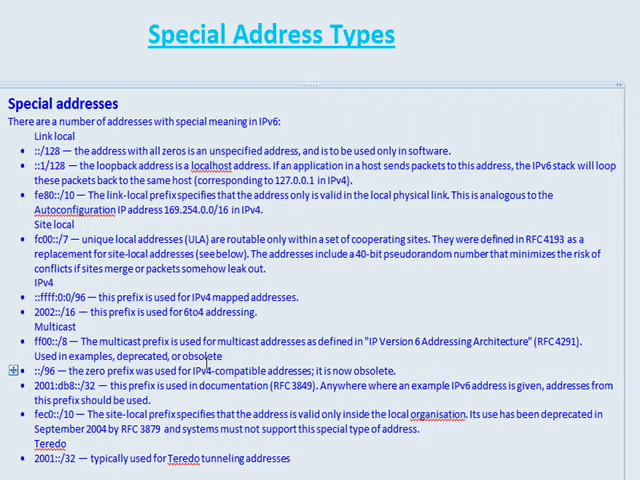 Special Address Types
Special addresses
There are a number of addresses with special meaning in IPv6:
Link local
• ::/128 — the address with all zeros is an unspecified address, and is to be used only in software.
• ::1/128 — the loopback address is a localhost address. If an application in a host sends packets to this address, the IPv6 stack will loop
these packets back to the same host (corresponding to 127.0.0.1 in IPv4).
• fe80::/10 — The link-local prefix specifies that the address only is valid in the local physical link. This is analogous to the
Autoconfiguration IP address 169.254.0.0/16 in IPv4.
Site local
• fc00::/7 — unique local addresses (ULA) are routable only within a set of cooperating sites. They were defined in RFC 4193 as a
replacement for site-local addresses (see below). The addresses include a 40-bit pseudorandom number that minimizes the risk of
conflicts if sites merge or packets somehow leak out.
IPv4
• ::ffff:0:0/96 — this prefix is used for IPv4 mapped addresses.
• 2002::/16 — this prefix is used for 6to4 addressing.
Multicast
• ff00::/8 — The multicast prefix is used for multicast addresses as defined in "IP Version 6 Addressing Architecture" (RFC 4291).
Used in examples, deprecated, or obsolete
• ::/96 — the zero prefix was used for IPv4-compatible addresses; it is now obsolete.
• 2001:db8::/32 — this prefix is used in documentation (RFC 3849). Anywhere where an example IPv6 address is given, addresses from
this prefix should be used.
• fec0::/10 — The site-local prefix specifies that the address is valid only inside the local organisation. Its use has been deprecated in
September 2004 by RFC 3879 and systems must not support this special type of address.
Teredo
• 2001::/32 — typically used for Teredo tunneling addresses